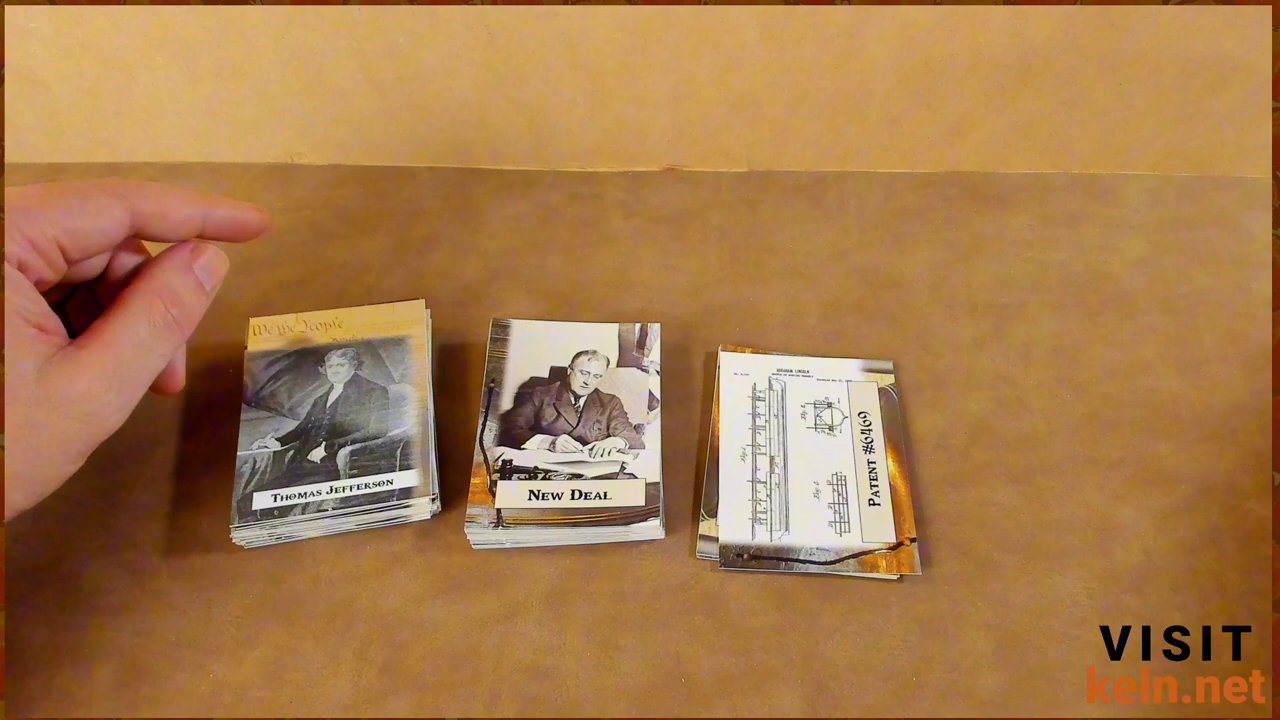 We the People
Thomas Jefferson
New Deal
Patent #6469
VISIT
keln.net